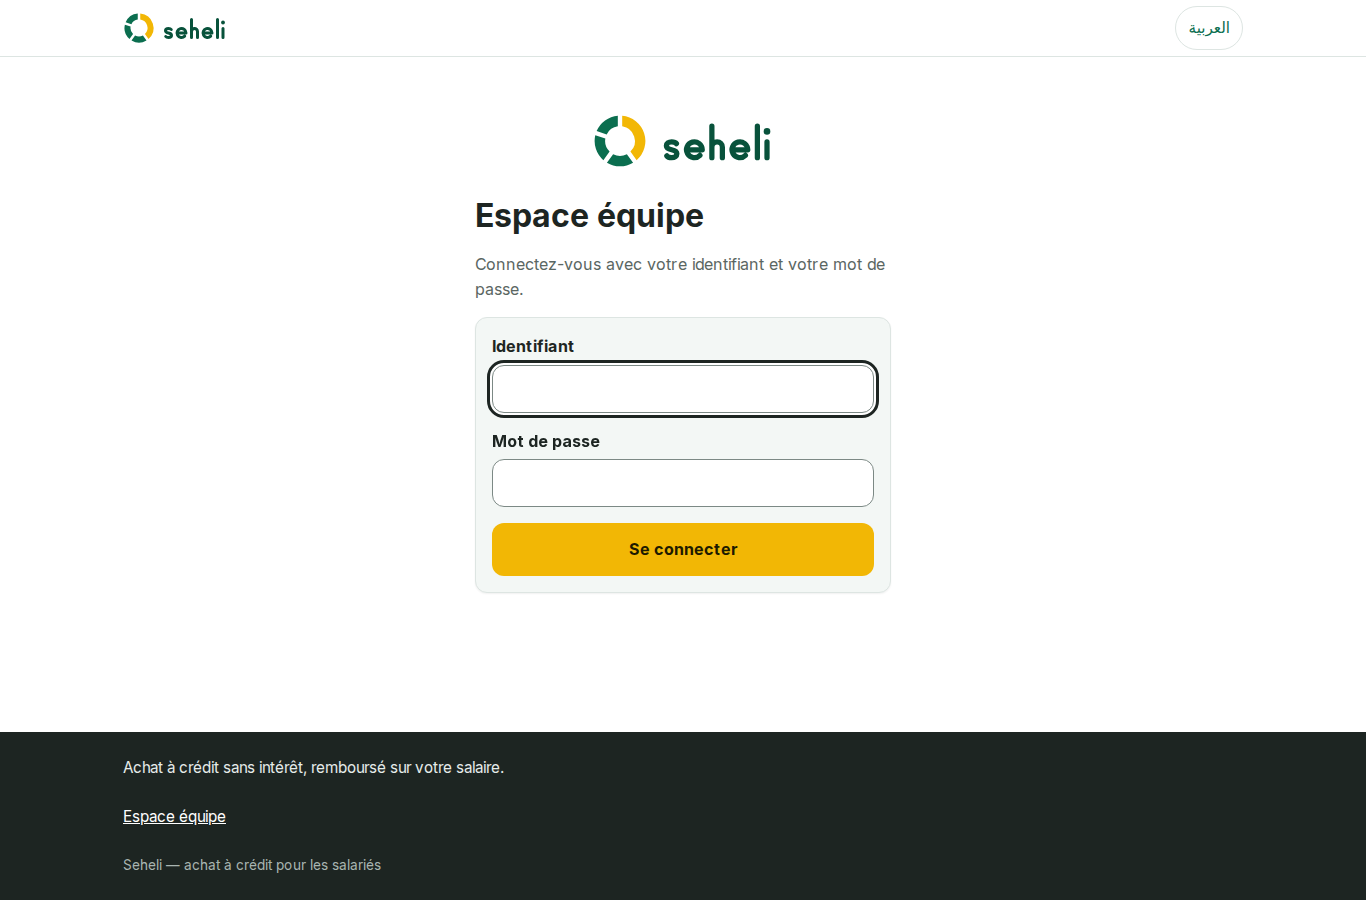 seheli
العربية
seheli
Espace équipe
Connectez-vous avec votre identifiant et votre mot de
passe.
Identifiant
Mot de passe
Se connecter
Achat à crédit sans intérêt, remboursé sur votre salaire.
Espace équipe
Seheli — achat à crédit pour les salariés